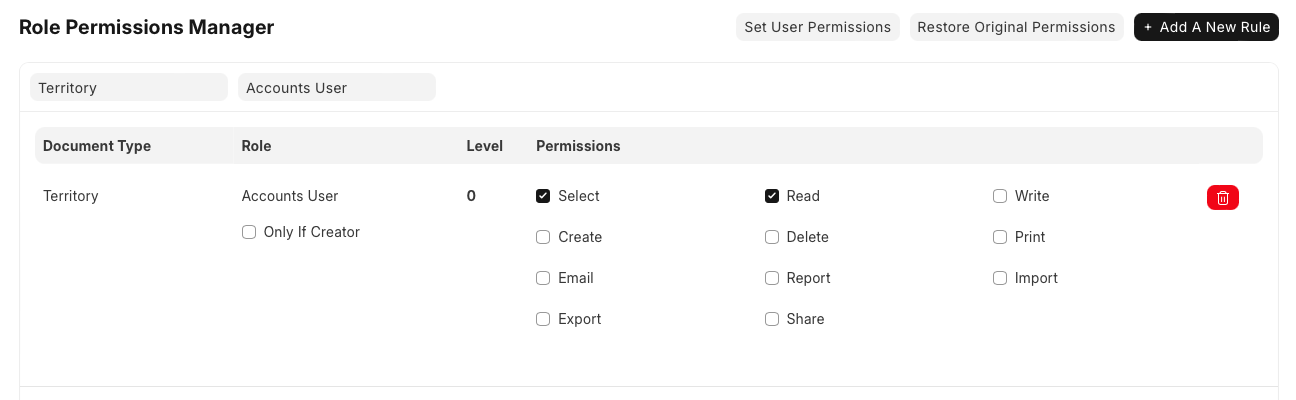 Role Permissions Manager
Set User Permissions
Restore Original Permissions
+ Add A New Rule
Territory
Accounts User
Document Type Role Level Permissions
Territory Accounts User 0 Select Read Write
Only If Creator
Create Delete Print
Email Report Import
Export Share